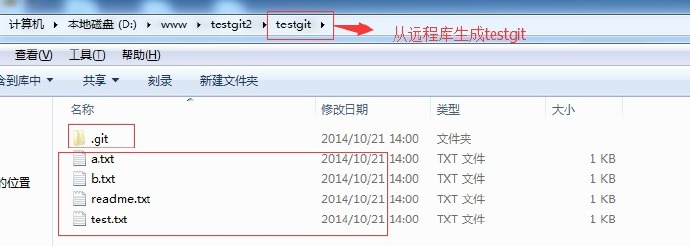 计算机 ▸ 本地磁盘 (D:) ▸ www ▸ testgit2 ▸ testgit ▸
从远程库生成testgit
查看(V) 工具(T) 帮助(H)
含到库中 共享 刻录 新建文件夹
名称 修改日期 类型 大小
.git 2014/10/21 14:00 文件夹
a.txt 2014/10/21 14:00 TXT 文件 1 KB
b.txt 2014/10/21 14:00 TXT 文件 1 KB
的位置
readme.txt 2014/10/21 14:00 TXT 文件 1 KB
test.txt 2014/10/21 14:00 TXT 文件 1 KB